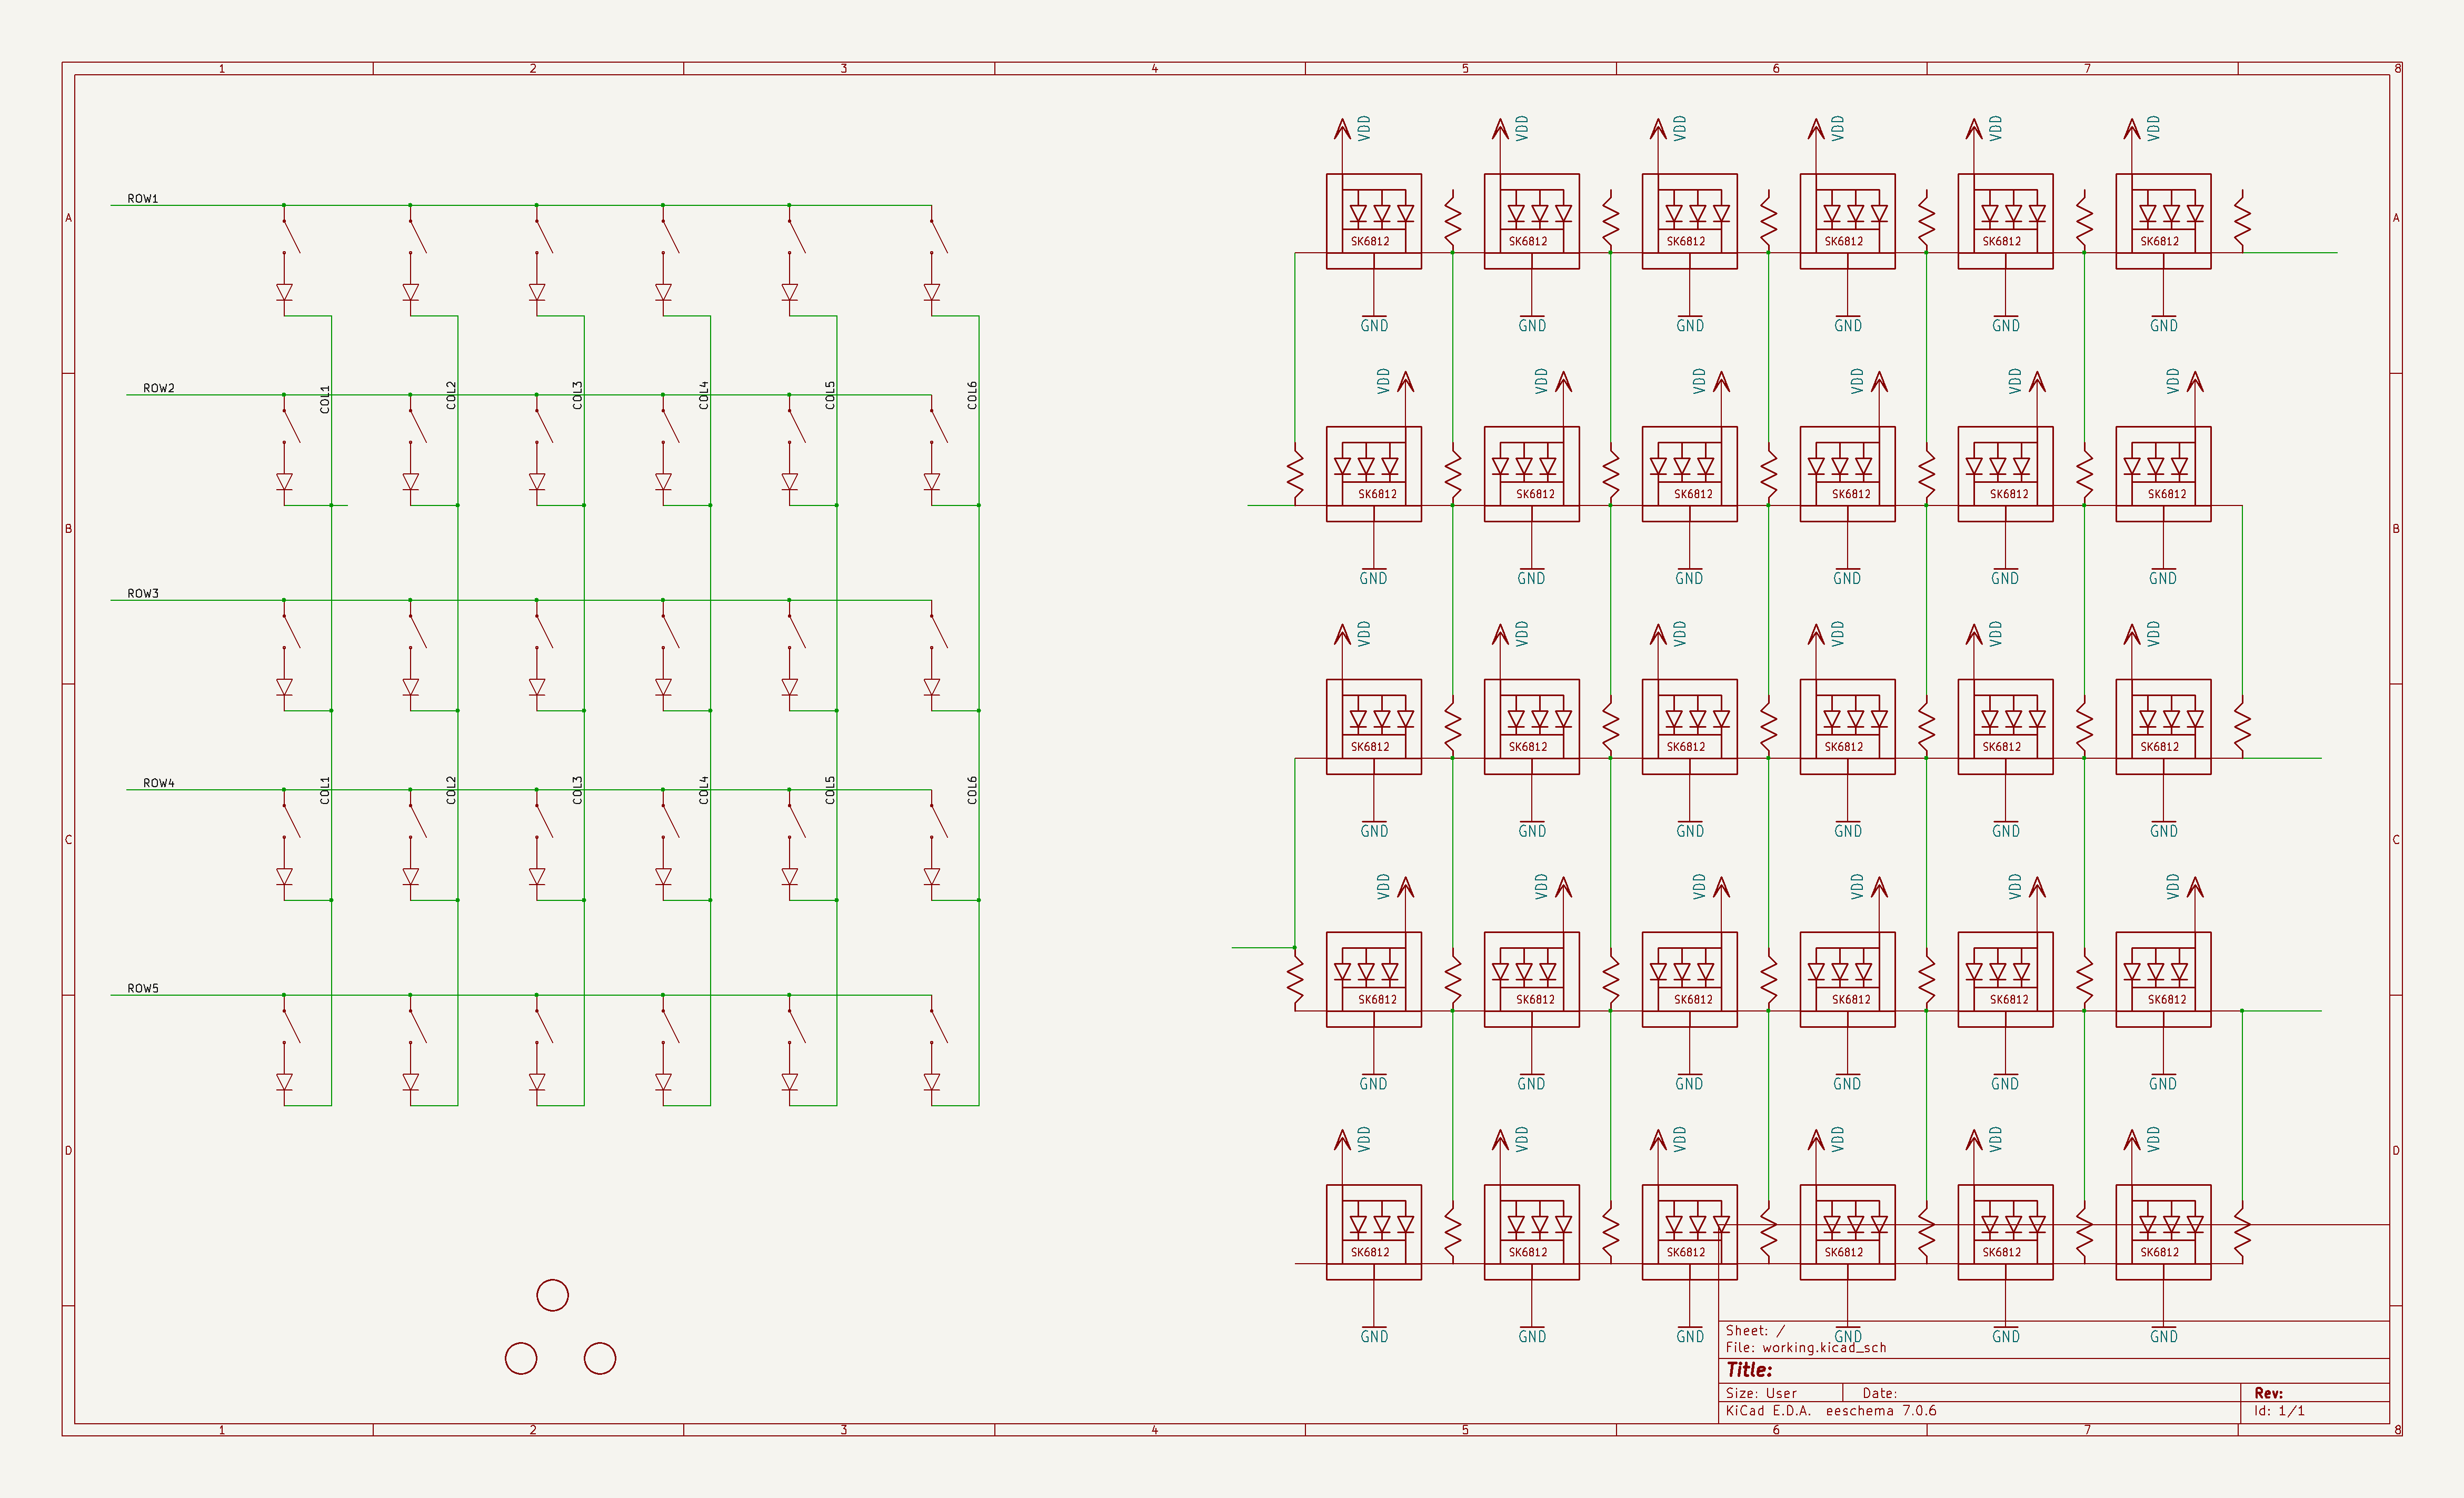 1 2 3 4 5 6 7 8
VDD VDD VDD VDD VDD VDD
ROW1
A A
SK6812 SK6812 SK6812 SK6812 SK6812 SK6812
GND GND GND GND GND GND
VDD VDD VDD VDD VDD VDD
ROW2
COL1 COL2 COL3 COL4 COL5 COL6
SK6812 SK6812 SK6812 SK6812 SK6812 SK6812
B B
GND GND GND GND GND GND
ROW3
VDD VDD VDD VDD VDD VDD
SK6812 SK6812 SK6812 SK6812 SK6812 SK6812
ROW4
COL1 COL2 COL3 COL4 COL5 COL6
GND GND GND GND GND GND
C C
VDD VDD VDD VDD VDD VDD
ROW5
SK6812 SK6812 SK6812 SK6812 SK6812 SK6812
GND GND GND GND GND GND
VDD VDD VDD VDD VDD VDD
D D
SK6812 SK6812 SK6812 SK6812 SK6812 SK6812
GND GND GND GND GND GND
Sheet: /
File: working.kicad_sch
Title:
Size: User Date: Rev:
KiCad E.D.A. eeschema 7.0.6 Id: 1/1
1 2 3 4 5 6 7 8